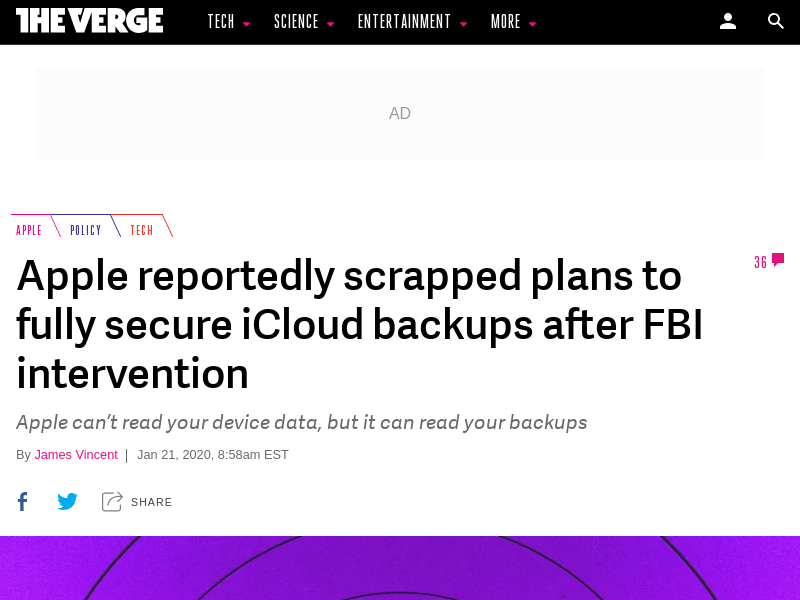 THE VERGE TECH SCIENCE ENTERTAINMENT MORE
AD
APPLE POLICY TECH
Apple reportedly scrapped plans to
fully secure iCloud backups after FBI
intervention
36
Apple can't read your device data, but it can read your backups
By James Vincent | Jan 21, 2020, 8:58am EST
SHARE